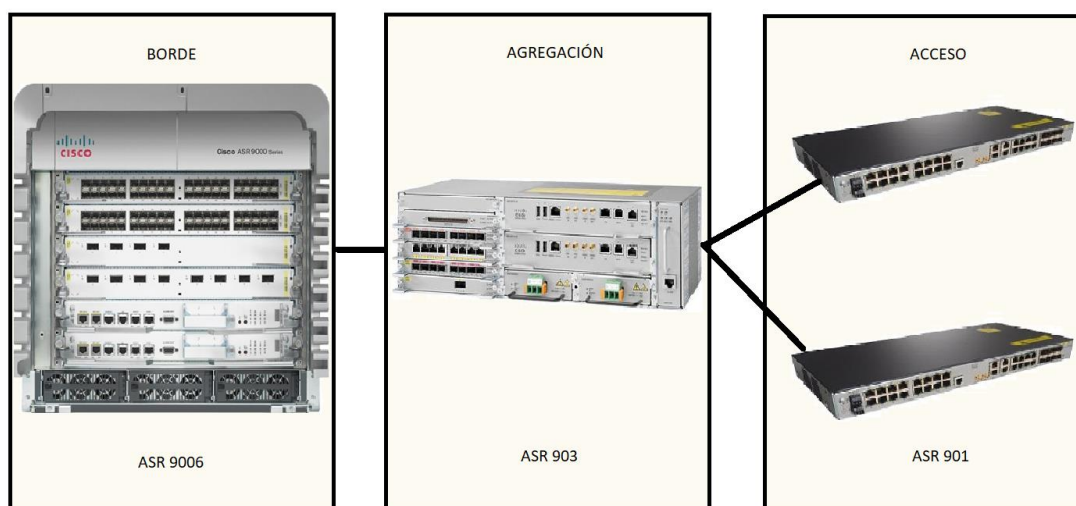 BORDE
AGREGACIÓN
ACCESO
CISCO
Cisco ASR 9000 Series
ASR 9006
ASR 903
ASR 901